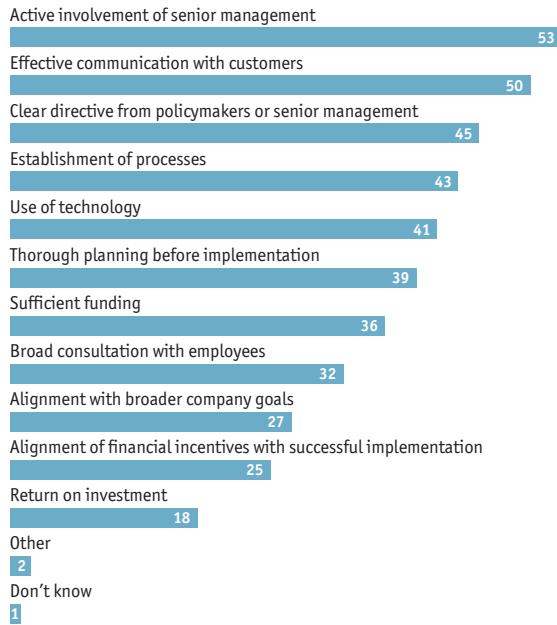 Active involvement of senior management
53
Effective communication with customers
50
Clear directive from policymakers or senior management
45
Establishment of processes
43
Use of technology
41
Thorough planning before implementation
39
Sufficient funding
36
Broad consultation with employees
32
Alignment with broader company goals
27
Alignment of financial incentives with successful implementation
25
Return on investment
18
Other
2
Don't know
1